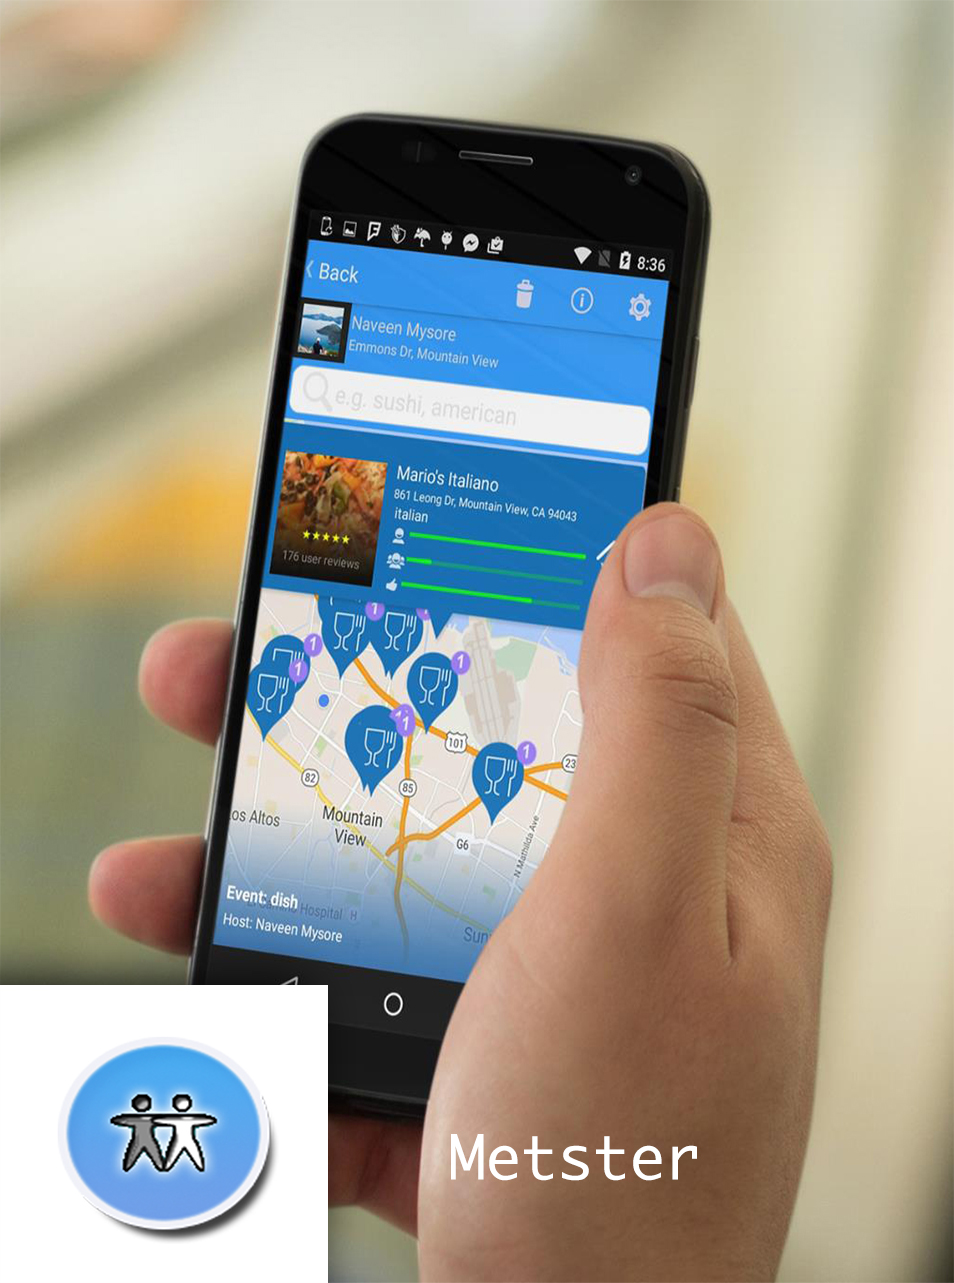 8:36
Back
Naveen Mysore
Emmons Dr, Mountain View
e.g. sushi, american
Mario's Italiano
861 Leong Dr, Mountain View, CA 94043
italian
176 user reviews
1
1
1
1
1
1
101
23
82
85
Mountain
View
os Altos
G6
N Mathilda Ave
Event: dish
Hospital H
Host: Naveen Mysore
Sun
Metster